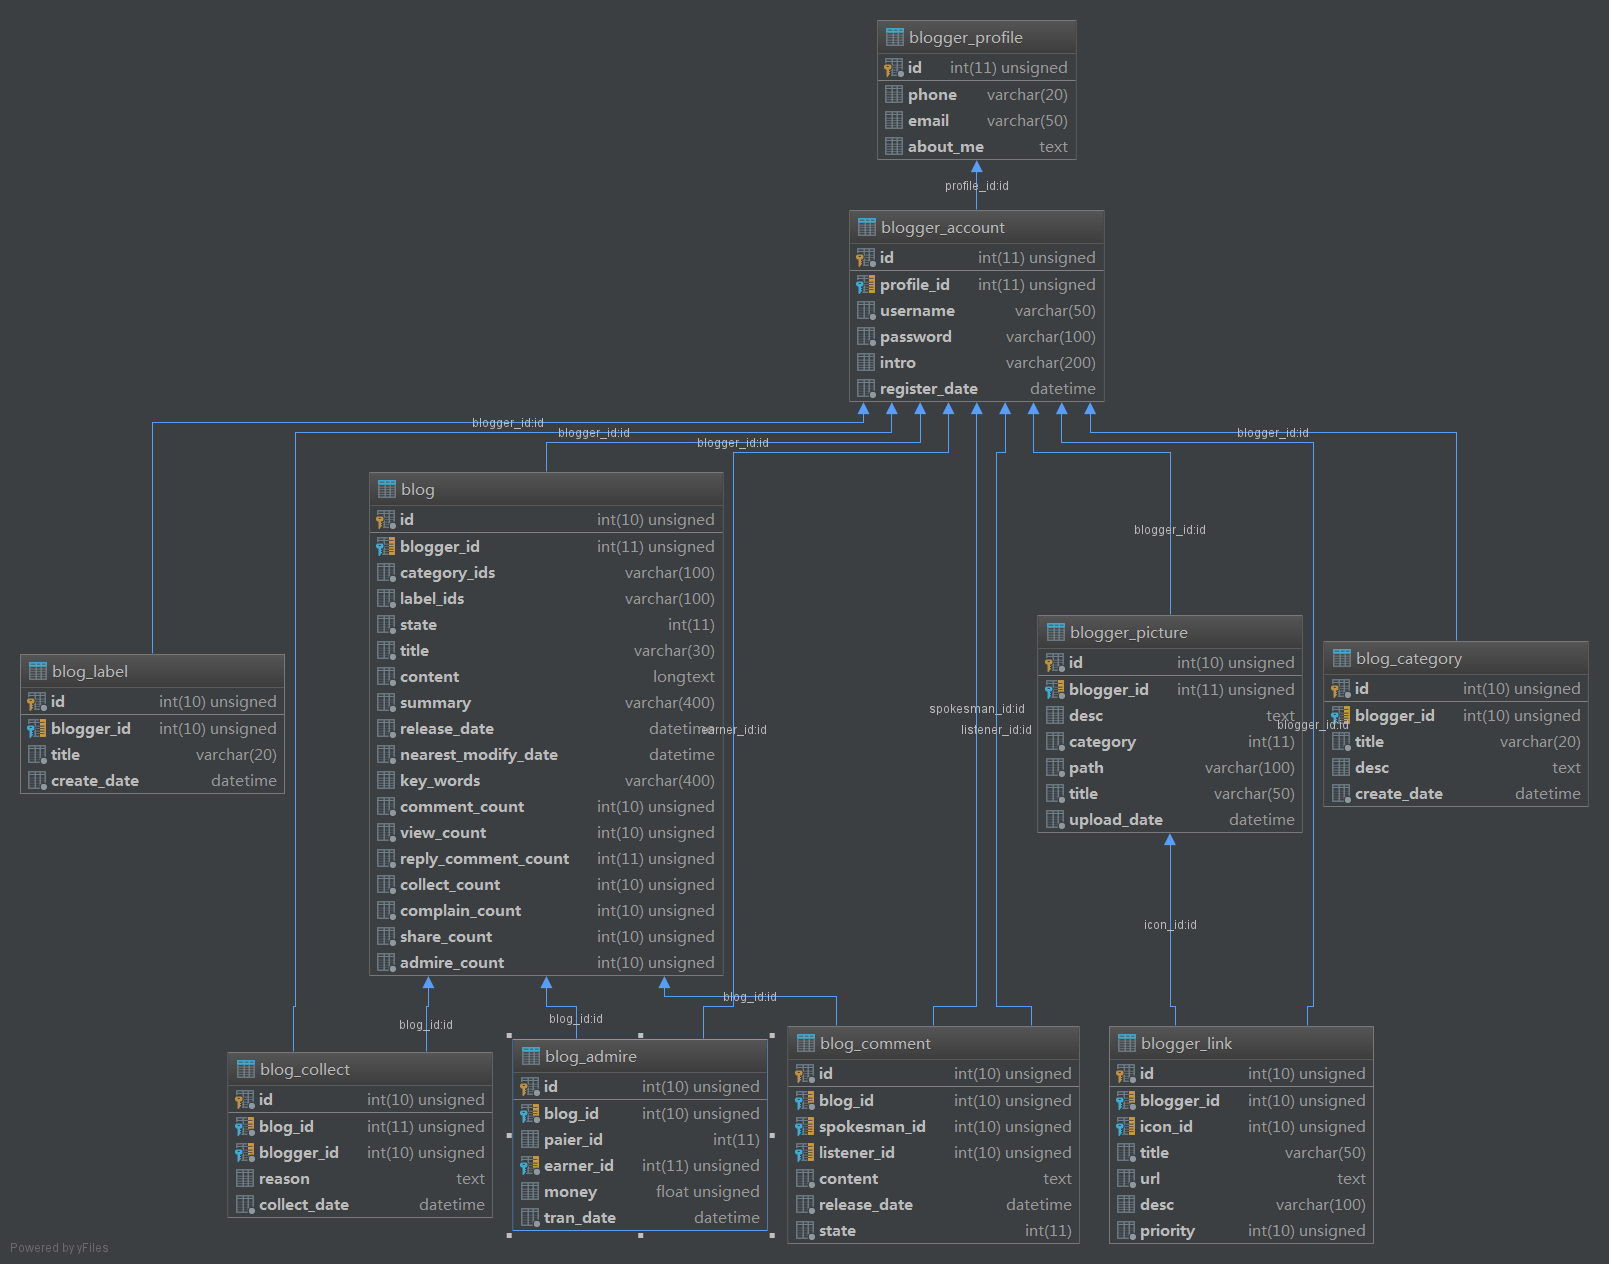 blogger_profile
id int(11) unsigned
phone varchar(20)
email varchar(50)
about_me text
profile_id:id
blogger_account
id int(11) unsigned
profile_id int(11) unsigned
username varchar(50)
password varchar(100)
intro varchar(200)
register_date datetime
blogger_id:id
blogger_id:id
blogger_id:id
blogger_id:id
blogger_id:id
blog
id int(10) unsigned
blogger_id int(11) unsigned
category_ids varchar(100)
label_ids varchar(100)
state int(11)
title varchar(30)
content longtext
summary varchar(400)
release_date datetime
nearest_modify_date datetime
key_words varchar(400)
comment_count int(10) unsigned
view_count int(10) unsigned
reply_comment_count int(11) unsigned
collect_count int(10) unsigned
complain_count int(10) unsigned
share_count int(10) unsigned
admire_count int(10) unsigned
blog_label
id int(10) unsigned
blogger_id int(10) unsigned
title varchar(20)
create_date datetime
earner_id:id
spokesman_id:id
listener_id:id
blogger_picture
id int(10) unsigned
blogger_id int(11) unsigned
desc text
category int(11)
path varchar(100)
title varchar(50)
upload_date datetime
blogger_id:id
blog_category
id int(10) unsigned
blogger_id int(10) unsigned
title varchar(20)
desc text
create_date datetime
icon_id:id
blog_id:id
blog_id:id
blog_id:id
blog_collect
id int(10) unsigned
blog_id int(11) unsigned
blogger_id int(10) unsigned
reason text
collect_date datetime
blog_admire
id int(10) unsigned
blog_id int(10) unsigned
paier_id int(11)
earner_id int(11) unsigned
money float unsigned
tran_date datetime
blog_comment
id int(10) unsigned
blog_id int(10) unsigned
spokesman_id int(10) unsigned
listener_id int(10) unsigned
content text
release_date datetime
state int(11)
blogger_link
id int(10) unsigned
blogger_id int(10) unsigned
icon_id int(10) unsigned
title varchar(50)
url text
desc varchar(100)
priority int(10) unsigned
Powered by yFiles